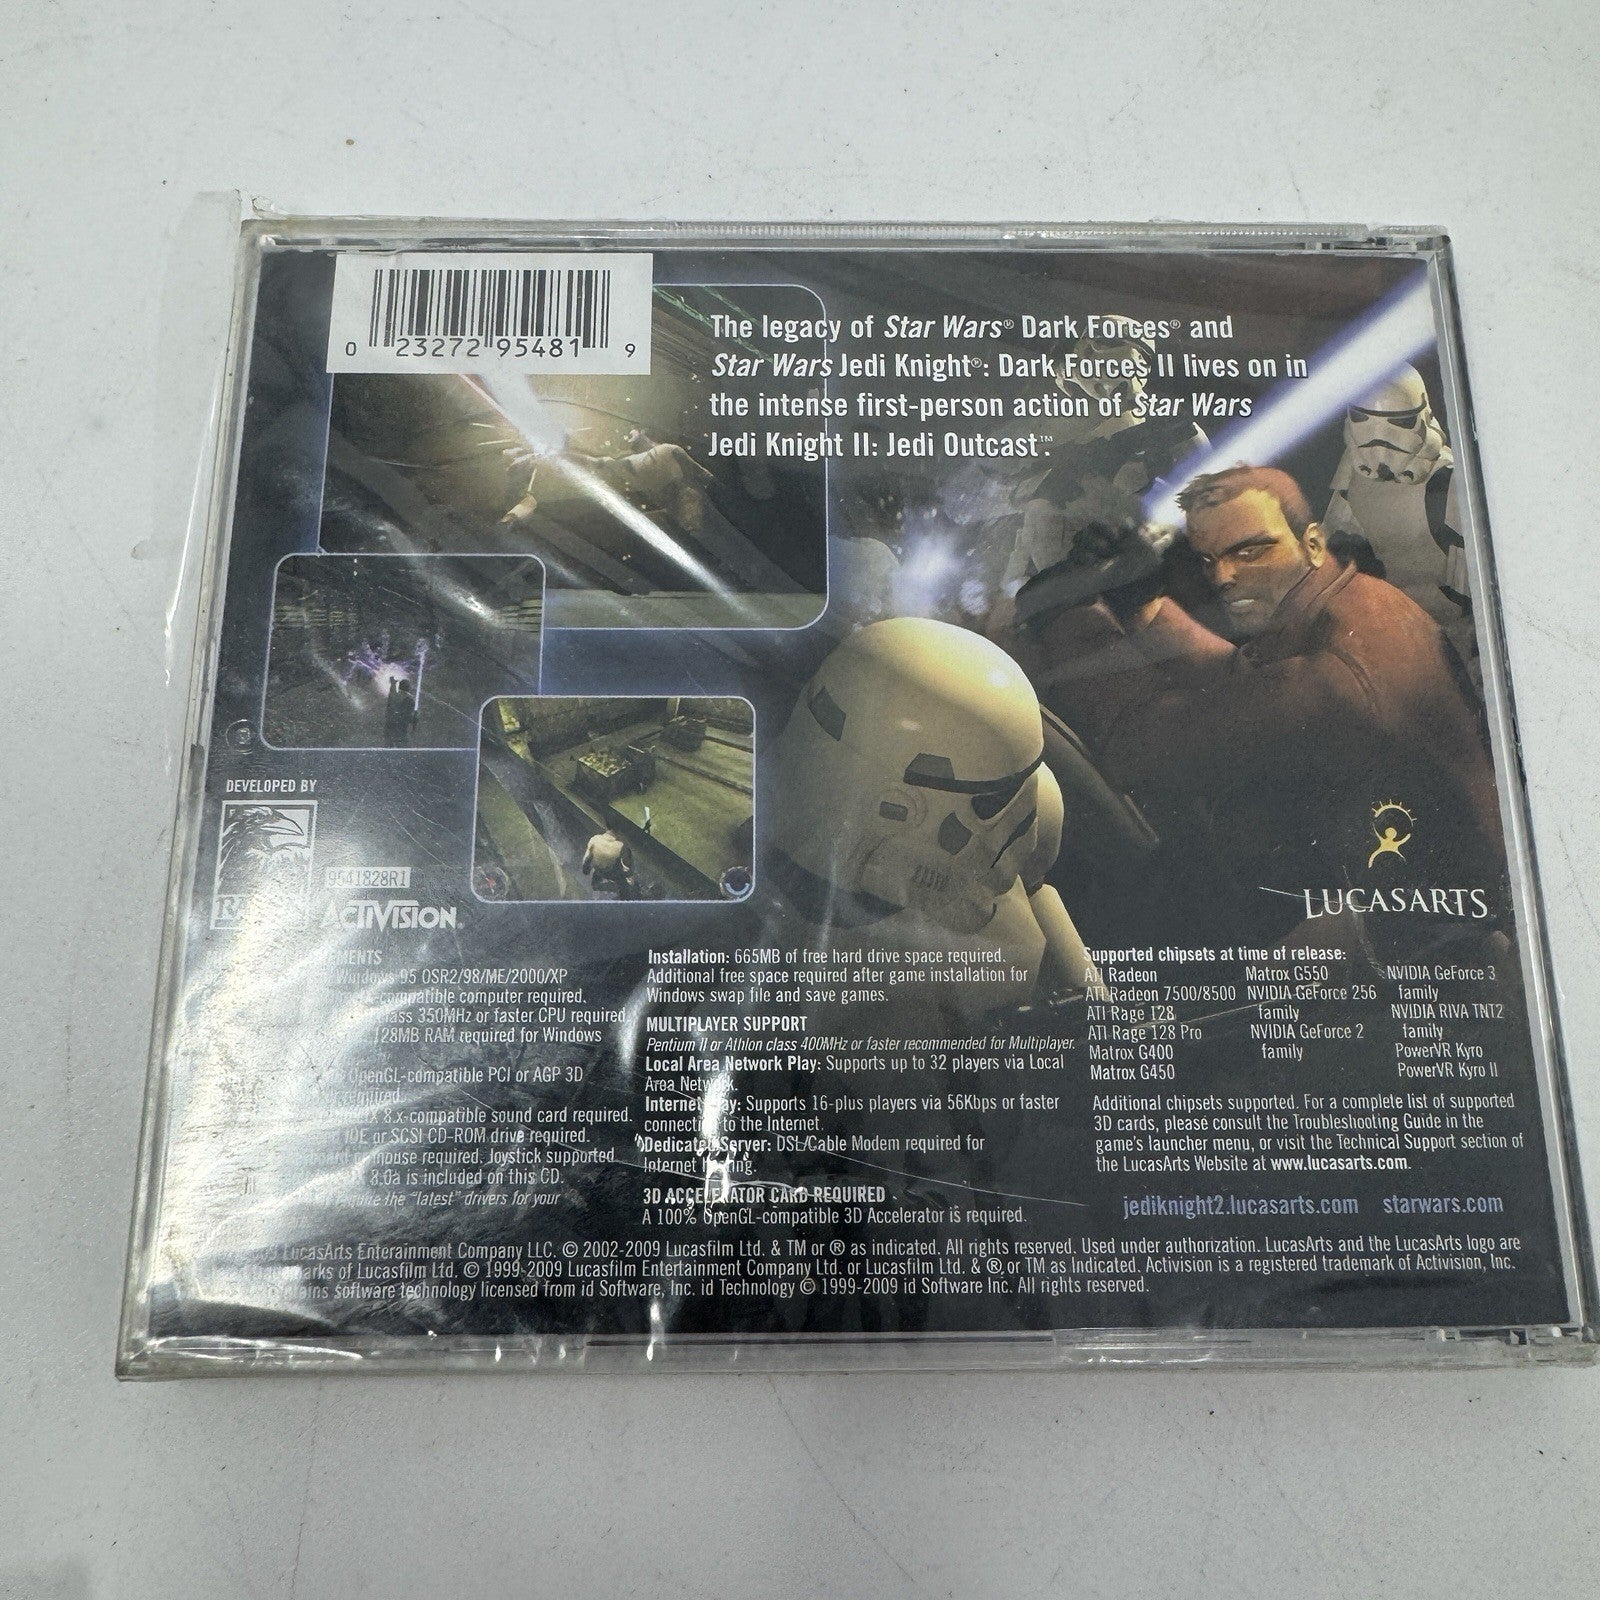 0 23272 95481 9
The legacy of Star Wars® Dark Forces® and
Star Wars Jedi Knight®: Dark Forces II lives on in
the intense first-person action of Star Wars
Jedi Knight II: Jedi Outcast™.
DEVELOPED BY
9541828R1
ACTIVISION®
LUCASARTS
Windows 95 OSR2/98/ME/2000/XP
-compatible computer required.
class 350MHz or faster CPU required.
128MB RAM required for Windows
OpenGL-compatible PCI or AGP 3D
required.
8.x-compatible sound card required.
IDE or SCSI CD-ROM drive required.
or mouse required. Joystick supported
8.0a is included on this CD.
the "latest" drivers for your
Installation: 665MB of free hard drive space required.
Additional free space required after game installation for
Windows swap file and save games.
MULTIPLAYER SUPPORT
Pentium II or Athlon class 400MHz or faster recommended for Multiplayer.
Local Area Network Play: Supports up to 32 players via Local
Area Network.
Internet Play: Supports 16-plus players via 56Kbps or faster
connection to the Internet.
Dedicated Server: DSL/Cable Modem required for
Internet
3D ACCELERATOR CARD REQUIRED
A 100% OpenGL-compatible 3D Accelerator is required.
Supported chipsets at time of release:
ATI Radeon
ATI Radeon 7500/8500
ATI Rage 128
ATI Rage 128 Pro
Matrox G400
Matrox G450
Matrox G550
NVIDIA GeForce 256
family
NVIDIA GeForce 2
family
NVIDIA GeForce 3
family
NVIDIA RIVA TNT2
family
PowerVR Kyro
PowerVR Kyro II
Additional chipsets supported. For a complete list of supported
3D cards, please consult the Troubleshooting Guide in the
game's launcher menu, or visit the Technical Support section of
the LucasArts Website at www.lucasarts.com.
jediknight2.lucasarts.com starwars.com
LucasArts Enterainment Company LLC. © 2002-2009 Lucasfilm Ltd. & TM or ® as indicated. All rights reserved. Used under authorization. LucasArts and the LucasArts logo are
of Lucasfilm Ltd. © 1999-2009 Lucasfilm Entertainment Company Ltd. or Lucasfilm Ltd. & ® or TM as Indicated. Activision is a registered trademark of Activision, Inc.
software technology licensed from id Software, Inc. id Technology © 1999-2009 id Software Inc. All rights reserved.